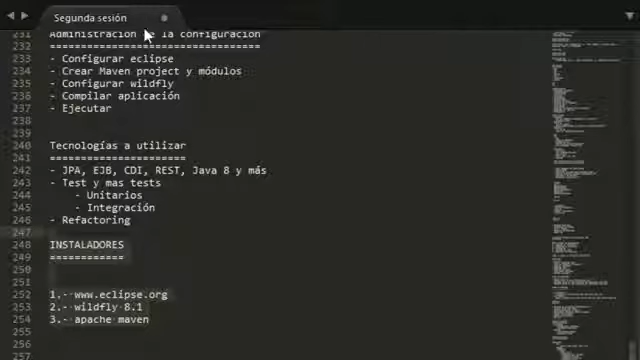 Segunda sesión
231 Administración de la configuración
232 ==================================
233 - Configurar eclipse
234 - Crear Maven project y módulos
235 - Configurar wildfly
236 - Compilar aplicación
237 - Ejecutar
238
239
240 Tecnologías a utilizar
241 ======================
242 - JPA, EJB, CDI, REST, Java 8 y más
243 - Test y mas tests
244 - Unitarios
245 - Integración
246 - Refactoring
247
248 INSTALADORES
249 ============
250
251
252 1.- www.eclipse.org
253 2.- wildfly 8.1
254 3.- apache maven
255
256
257